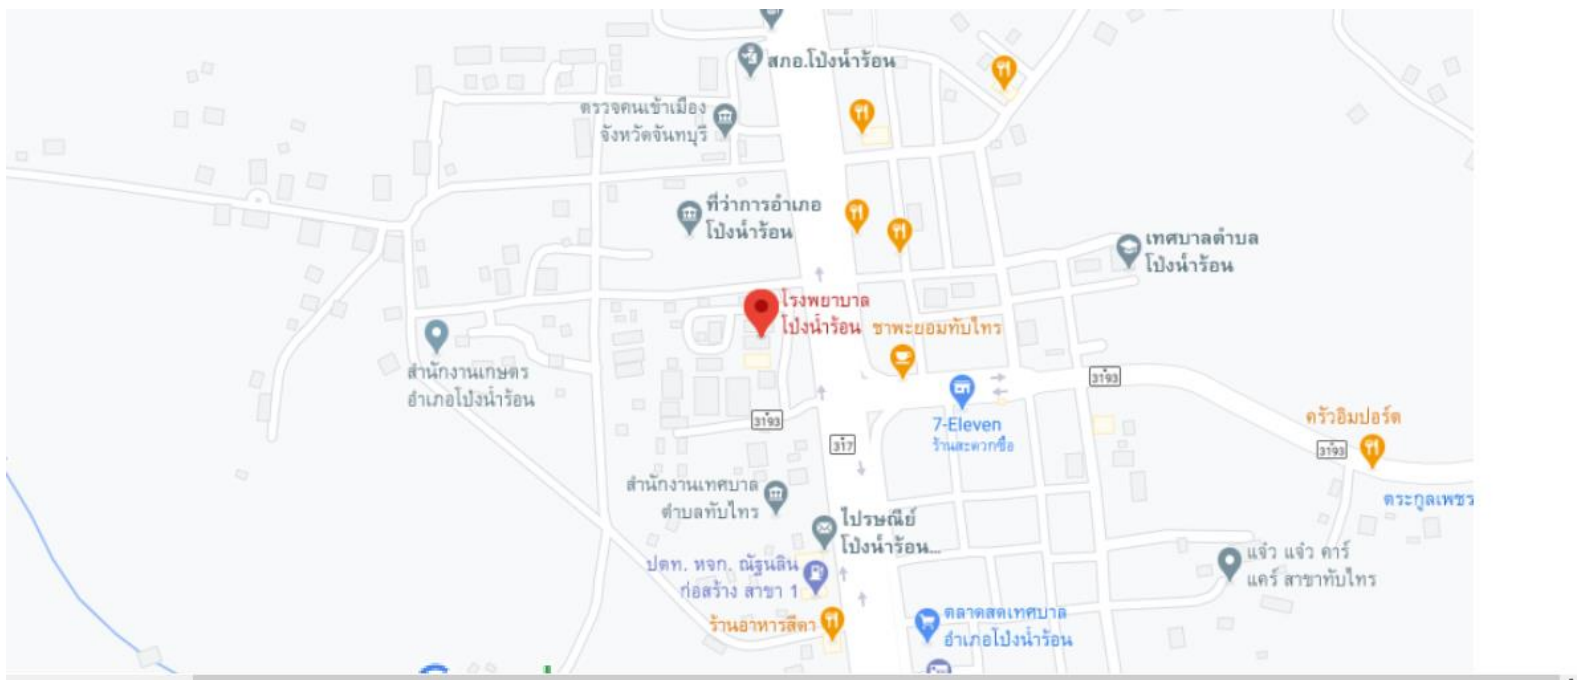 สภอ.โป่งน้ำร้อน
ตรวจคนเข้าเมือง
จังหวัดจันทบุรี
ที่ว่าการอำเภอ
โป่งน้ำร้อน
เทศบาลตำบล
โป่งน้ำร้อน
โรงพยาบาล
โป่งน้ำร้อน
ชาพะยอมทับไทร
สำนักงานเกษตร
อำเภอโป่งน้ำร้อน
3193
3193
7-Eleven
ร้านสะดวกซื้อ
ครัวอิมปอร์ต
317
3193
สำนักงานเทศบาล
ตำบลทับไทร
ตระกูลเพชร
ไปรษณีย์
โป่งน้ำร้อน...
แจ๋ว แจ๋ว คาร์
แคร์ สาขาทับไทร
ปตท. หจก. ณัฐนลิน
ก่อสร้าง สาขา 1
ร้านอาหารสีดา
ตลาดสดเทศบาล
อำเภอโป่งน้ำร้อน